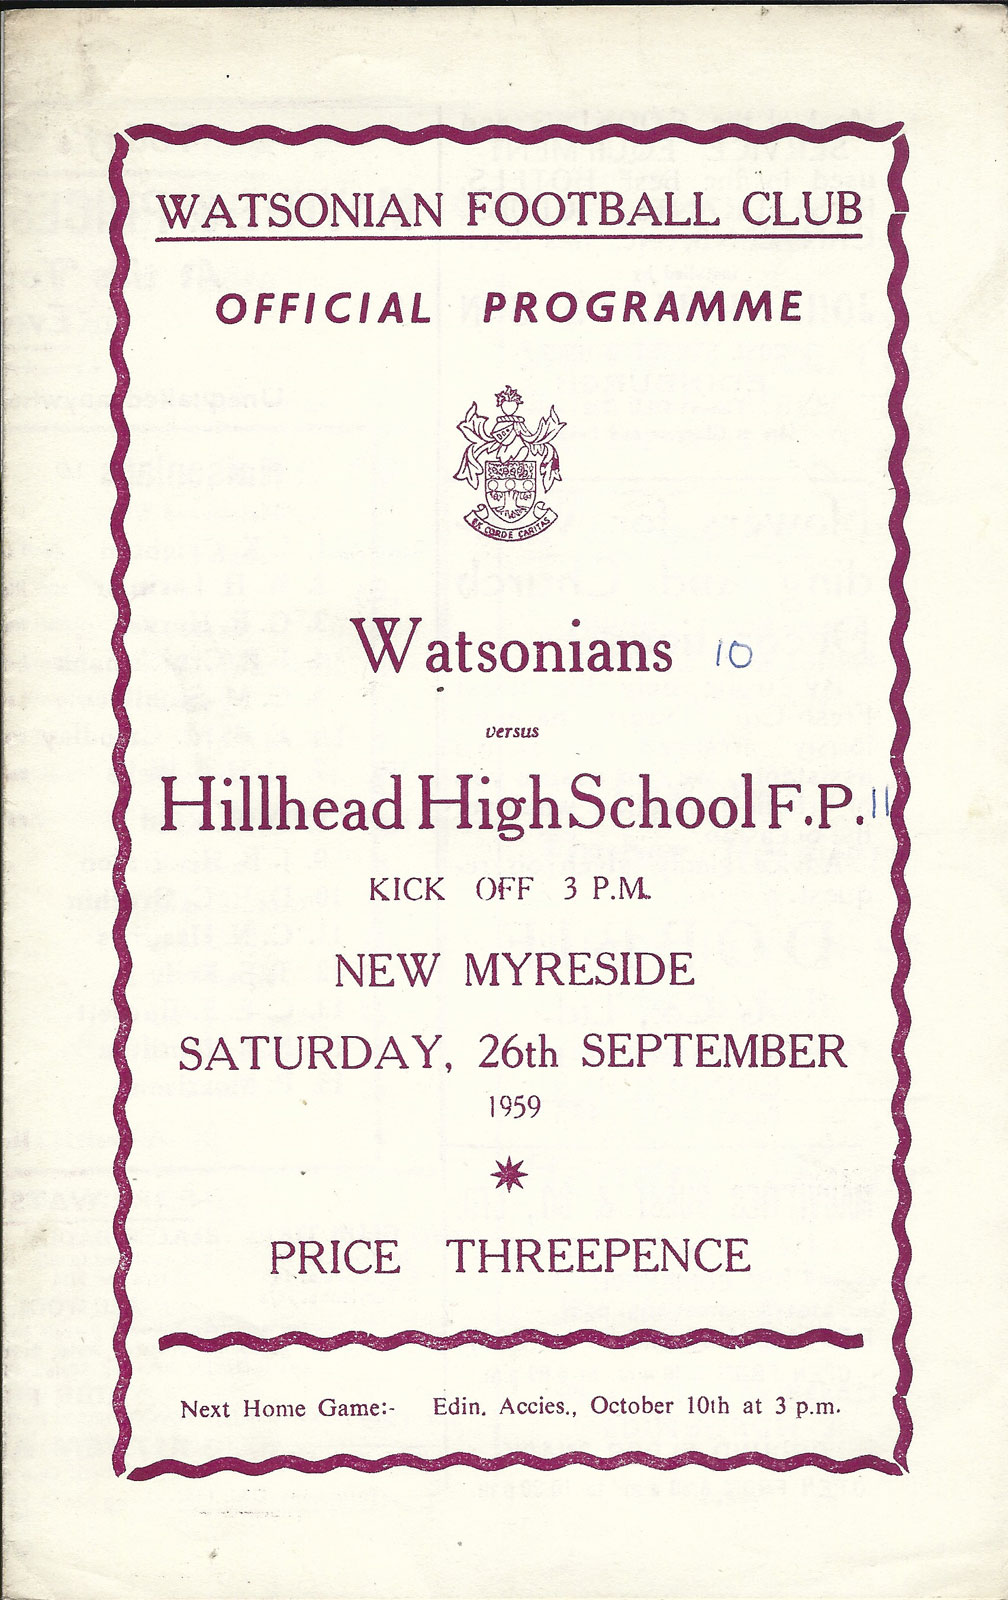 WATSONIAN FOOTBALL CLUB
OFFICIAL PROGRAMME
EX CORDE CARITAS
Watsonians 10
versus
Hillhead High School F.P. 11
KICK OFF 3 P.M.
NEW MYRESIDE
SATURDAY, 26th SEPTEMBER
1959
PRICE THREEPENCE
Next Home Game:- Edin. Accies., October 10th at 3 p.m.